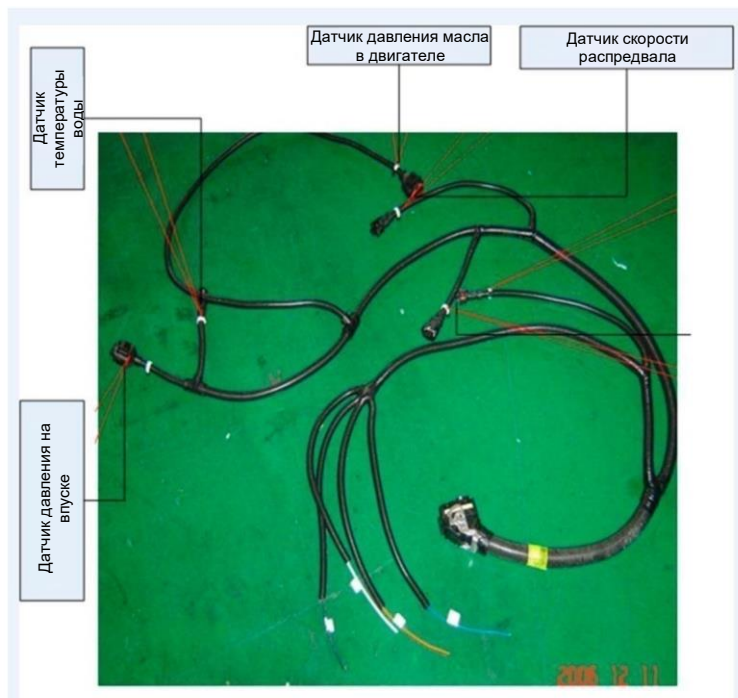 Датчик давления масла
в двигателе
Датчик скорости
распредвала
Датчик
температуры
воды
Датчик давления на
впуске
2006 12 11